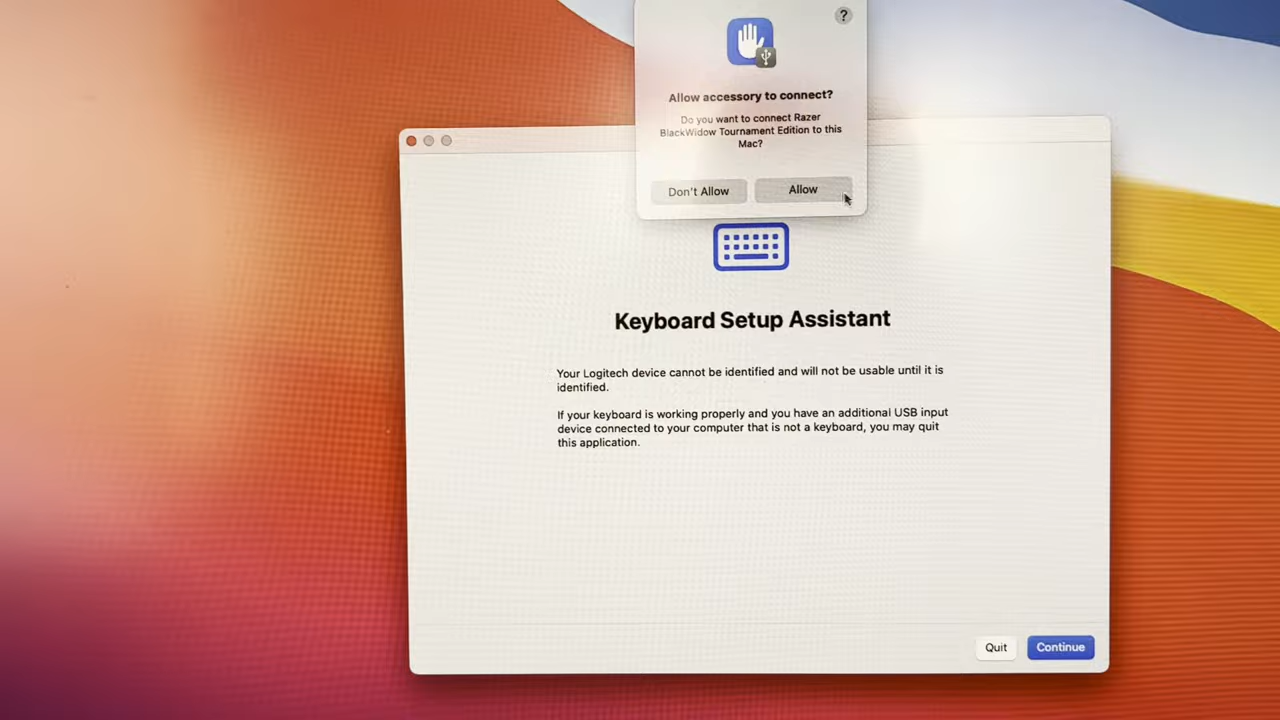 ?
Allow accessory to connect?
Do you want to connect Razer
BlackWidow Tournament Edition to this
Mac?
Don't Allow
Allow
Keyboard Setup Assistant
Your Logitech device cannot be identified and will not be usable until it is
identified.
If your keyboard is working properly and you have an additional USB input
device connected to your computer that is not a keyboard, you may quit
this application.
Quit
Continue